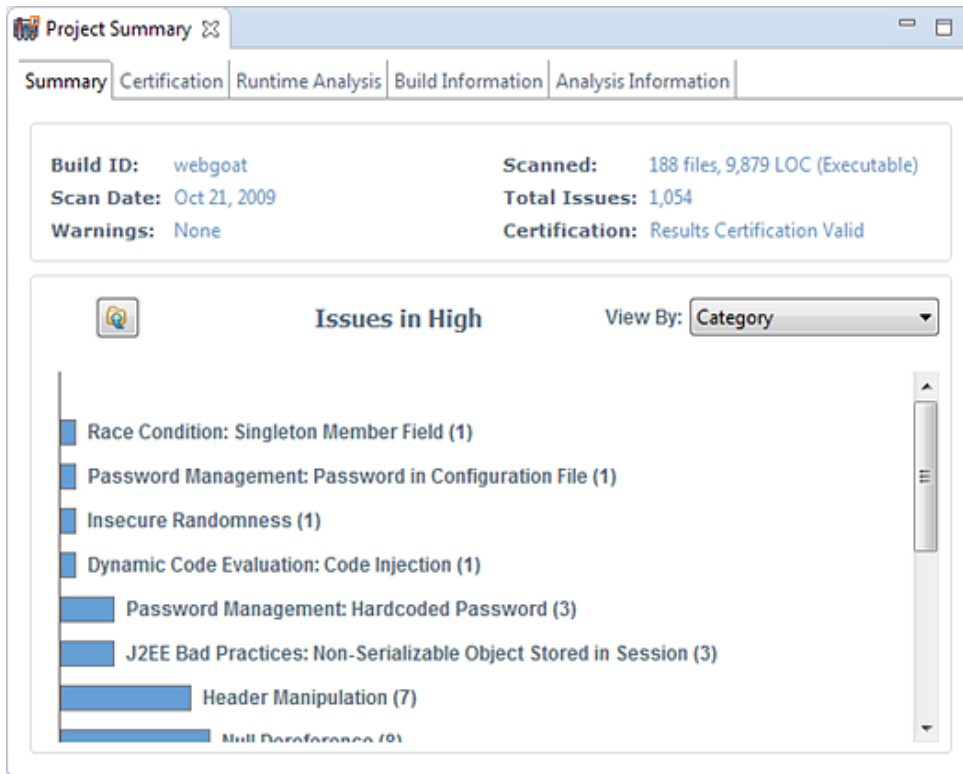 Project Summary
Summary Certification Runtime Analysis Build Information Analysis Information
Build ID: webgoat Scanned: 188 files, 9,879 LOC (Executable)
Scan Date: Oct 21, 2009 Total Issues: 1,054
Warnings: None Certification: Results Certification Valid
Issues in High View By: Category
Race Condition: Singleton Member Field (1)
Password Management: Password in Configuration File (1)
Insecure Randomness (1)
Dynamic Code Evaluation: Code Injection (1)
Password Management: Hardcoded Password (3)
J2EE Bad Practices: Non-Serializable Object Stored in Session (3)
Header Manipulation (7)
Null Dereference (8)